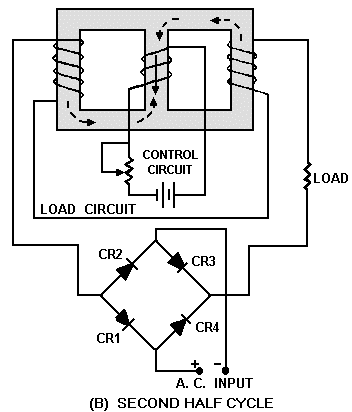 CONTROL
CIRCUIT
LOAD
LOAD CIRCUIT
CR2
CR3
CR1
CR4
+ −
A. C. INPUT
(B) SECOND HALF CYCLE